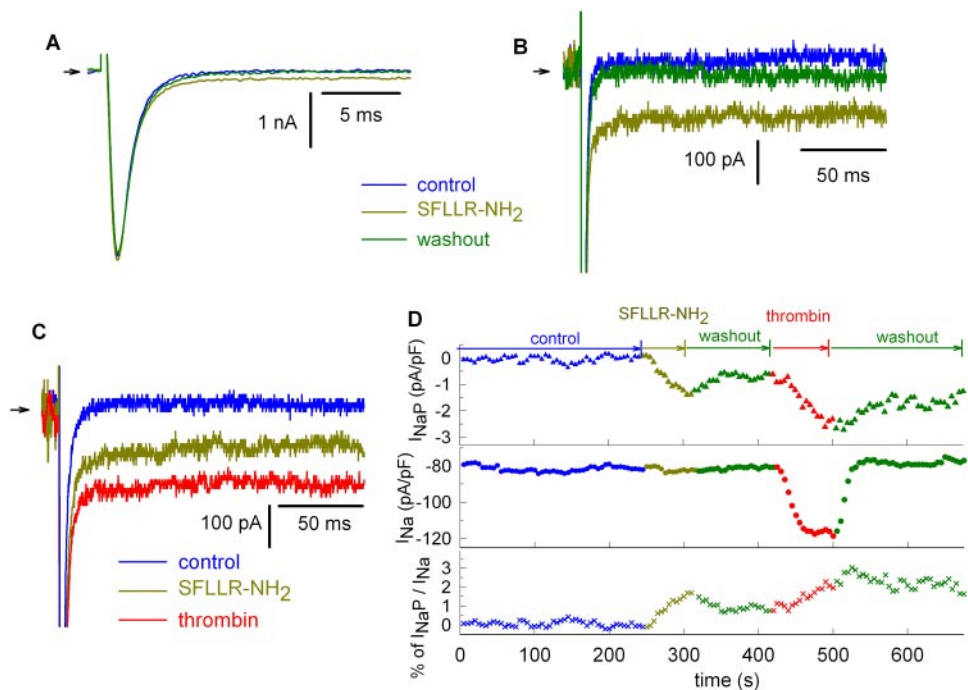 A
1 nA
5 ms
control
SFLLR-NH2
washout
B
100 pA
50 ms
C
100 pA
50 ms
control
SFLLR-NH2
thrombin
D
SFLLR-NH2
thrombin
control
washout
washout
INaP (pA/pF)
0
-1
-2
-3
INa (pA/pF)
-80
-100
-120
% of INaP / INa
3
2
1
0
0 100 200 300 400 500 600
time (s)